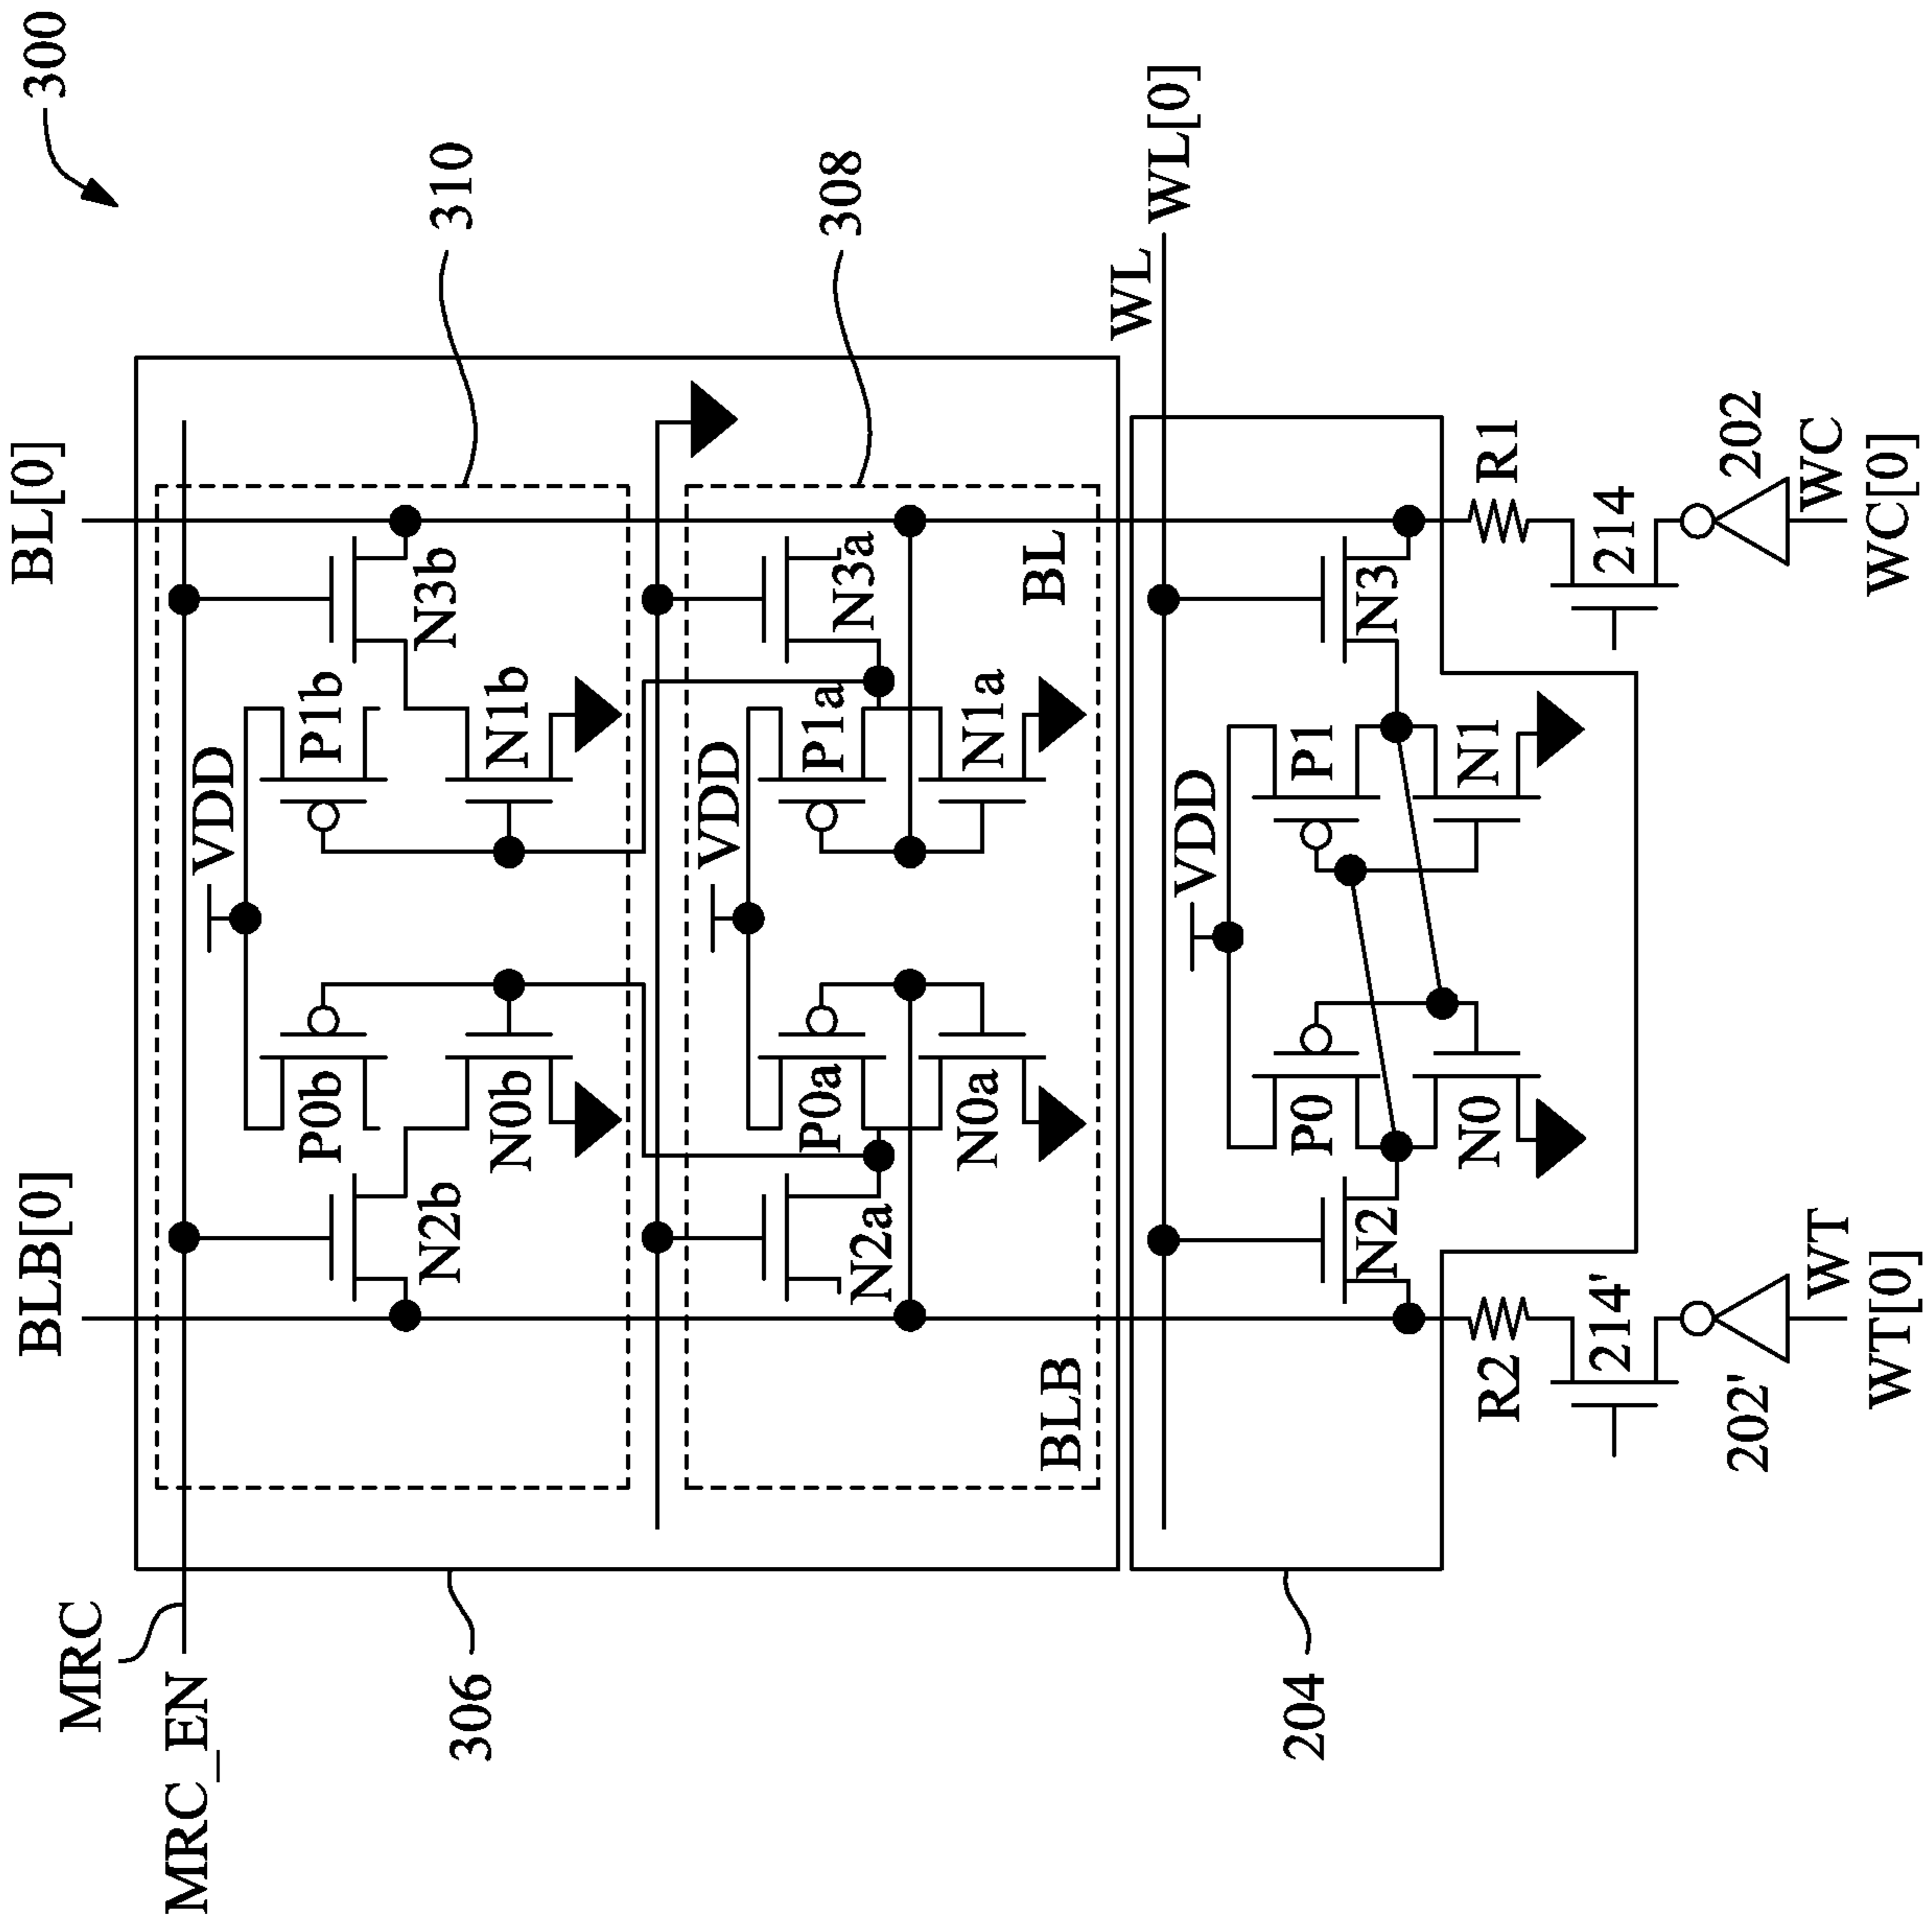 300
BLB[0]
BL[0]
MRC
MRC_EN
310
VDD
P0b
P1b
N2b
N3b
N0b
N1b
306
308
VDD
P0a
P1a
N2a
N3a
N0a
N1a
BLB
BL
WL
WL[0]
204
VDD
P0
P1
N2
N3
N0
N1
R2
R1
214'
214
202'
202
WT
WC
WT[0]
WC[0]